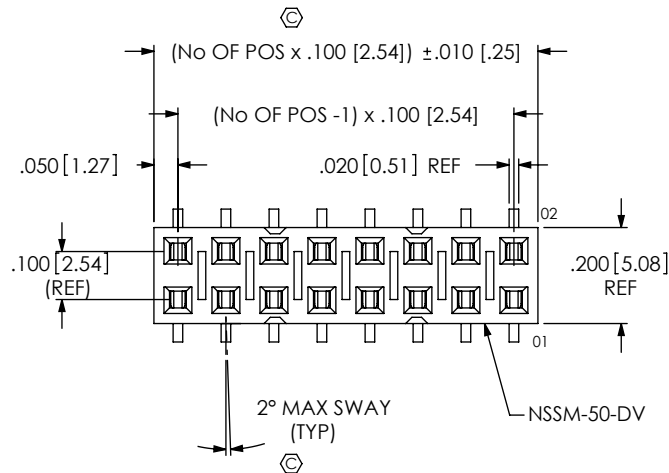 C
(No OF POS x .100 [2.54]) ±.010 [.25]
(No OF POS -1) x .100 [2.54]
.050 [1.27]
.020 [0.51] REF
02
.100 [2.54]
(REF)
.200 [5.08]
REF
01
2° MAX SWAY
(TYP)
NSSM-50-DV
C